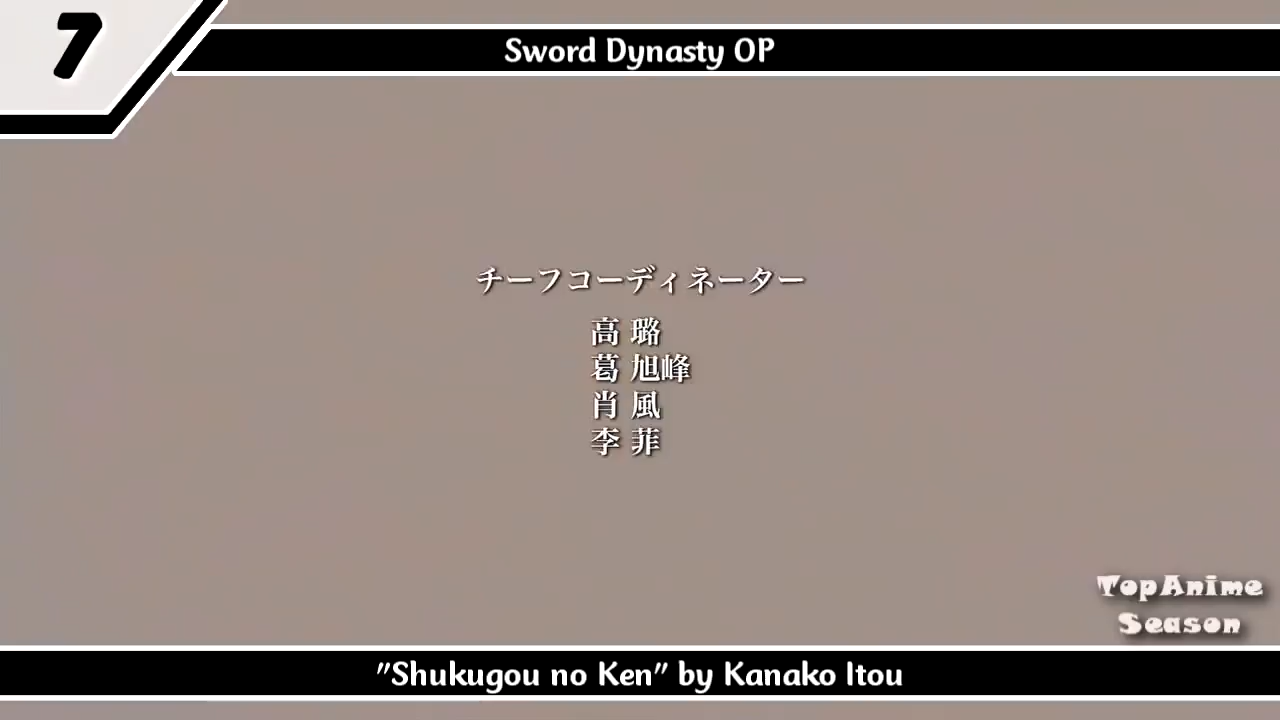 7
Sword Dynasty OP
チーフコーディネーター
高 璐
葛 旭峰
肖 風
李 菲
TopAnime
Season
"Shukugou no Ken" by Kanako Itou